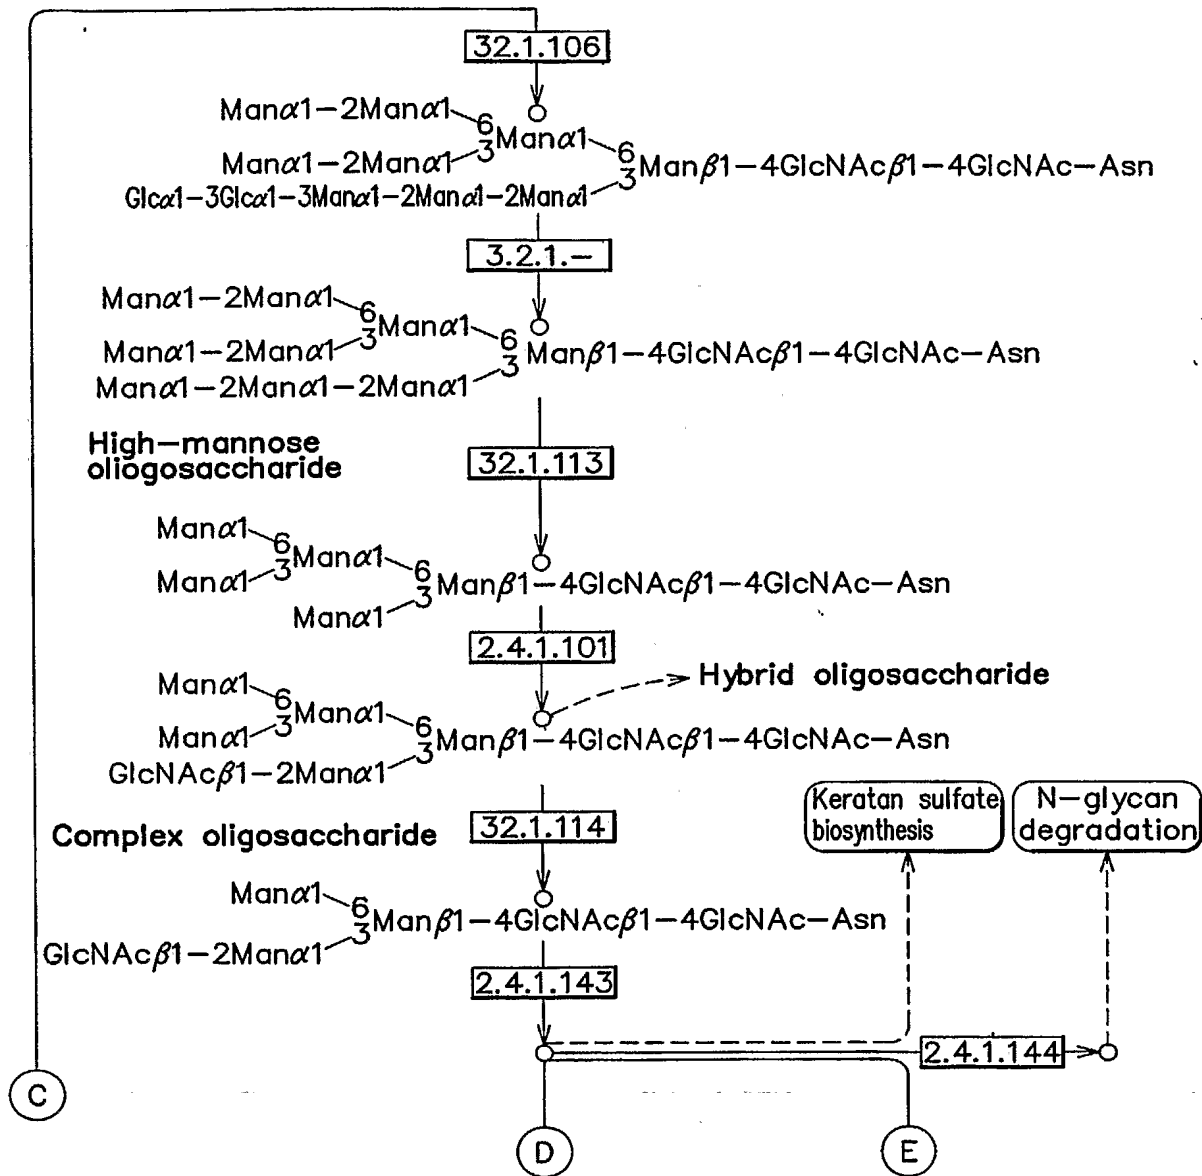 32.1.106
Manα1−2Manα1
6
3
Manα1
Manα1−2Manα1
6
3
Manβ1−4GlcNAcβ1−4GlcNAc−Asn
Glcα1−3Glcα1−3Manα1−2Manα1−2Manα1
3.2.1.−
Manα1−2Manα1
6
3
Manα1
Manα1−2Manα1
6
3
Manβ1−4GlcNAcβ1−4GlcNAc−Asn
Manα1−2Manα1−2Manα1
High−mannose
oliogosaccharide
32.1.113
Manα1
6
3
Manα1
Manα1
6
3
Manβ1−4GlcNAcβ1−4GlcNAc−Asn
Manα1
2.4.1.101
Hybrid oligosaccharide
Manα1
6
3
Manα1
Manα1
6
3
Manβ1−4GlcNAcβ1−4GlcNAc−Asn
GlcNAcβ1−2Manα1
Keratan sulfate
biosynthesis
N−glycan
degradation
Complex oligosaccharide
32.1.114
Manα1
6
3
Manβ1−4GlcNAcβ1−4GlcNAc−Asn
GlcNAcβ1−2Manα1
2.4.1.143
2.4.1.144
C
D
E